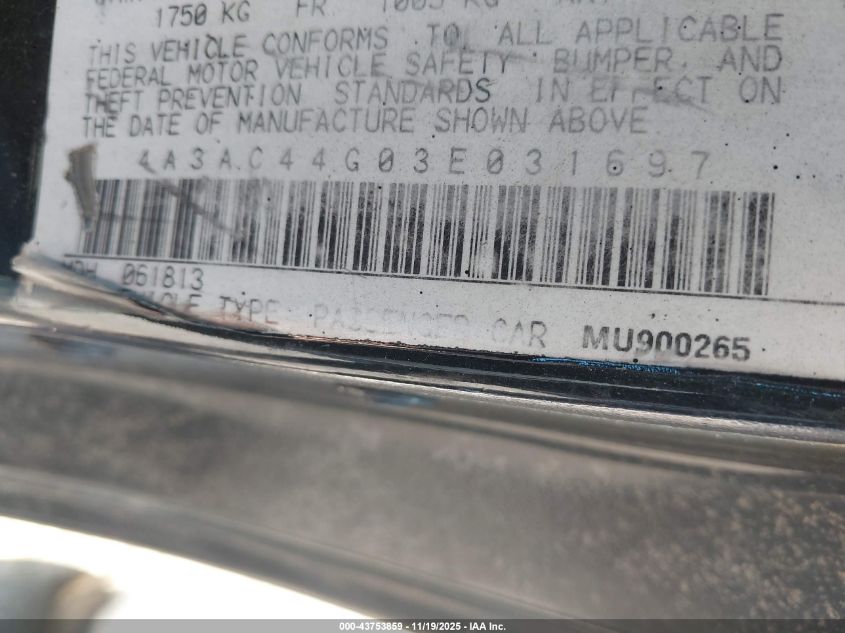 1750 KG FR
THIS VEHICLE CONFORMS TO ALL APPLICABLE
FEDERAL MOTOR VEHICLE SAFETY BUMPER AND
THEFT PREVENTION STANDARDS IN EFFECT ON
THE DATE OF MANUFACTURE SHOWN ABOVE
4A3AC44G03E031697
061813
TYPE PASSENGER CAR MU900265
000-43753859 | 11/19/2025 - IAA Inc.